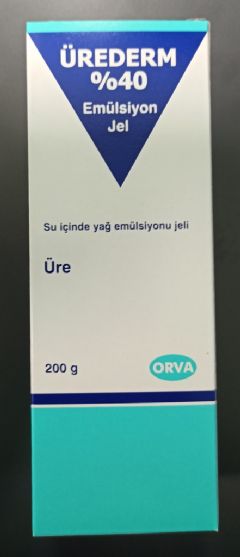 ÜREDERM
%40
Emülsiyon
Jel
Su içinde yağ emülsiyonu jeli
Üre
200 g
ORVA